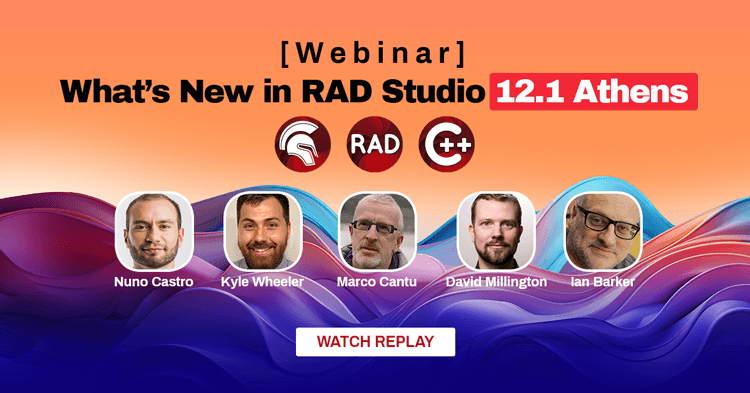 [Webinar]
What's New in RAD Studio 12.1 Athens
RAD C++
Nuno Castro Kyle Wheeler Marco Cantu David Millington Ian Barker
WATCH REPLAY